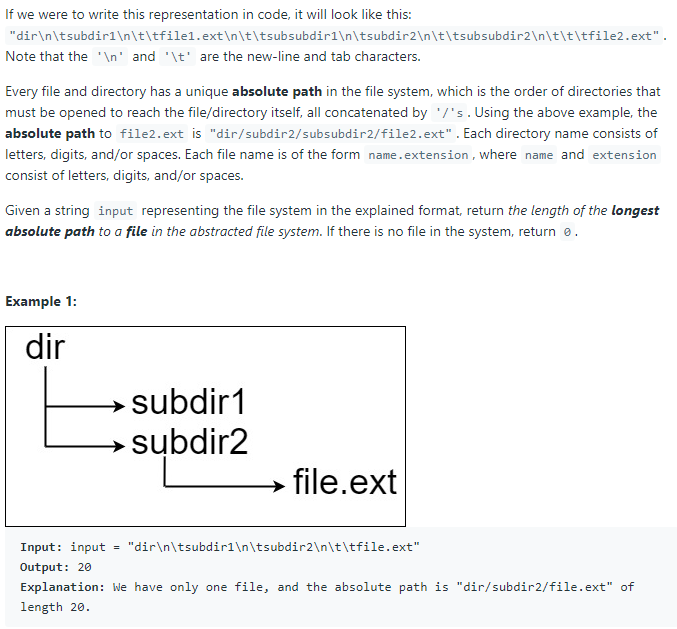 If we were to write this representation in code, it will look like this:
"dir\n\tsubdir1\n\t\tfile1.ext\n\t\tsubsubdir1\n\tsubdir2\n\t\tsubsubdir2\n\t\t\tfile2.ext".
Note that the '\n' and '\t' are the new-line and tab characters.
Every file and directory has a unique absolute path in the file system, which is the order of directories that
must be opened to reach the file/directory itself, all concatenated by '/'s. Using the above example, the
absolute path to file2.ext is "dir/subdir2/subsubdir2/file2.ext". Each directory name consists of
letters, digits, and/or spaces. Each file name is of the form name.extension, where name and extension
consist of letters, digits, and/or spaces.
Given a string input representing the file system in the explained format, return the length of the longest
absolute path to a file in the abstracted file system. If there is no file in the system, return 0.
Example 1:
dir
subdir1
subdir2
file.ext
Input: input = "dir\n\tsubdir1\n\tsubdir2\n\t\tfile.ext"
Output: 20
Explanation: We have only one file, and the absolute path is "dir/subdir2/file.ext" of
length 20.